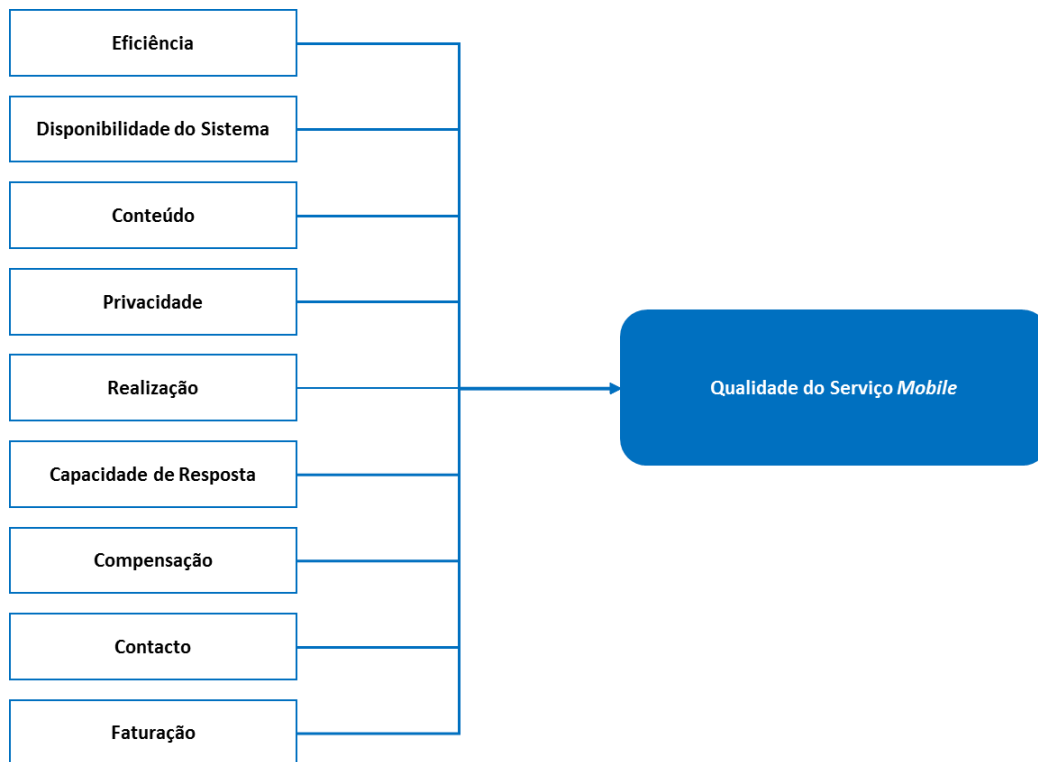 Eficiência
Disponibilidade do Sistema
Conteúdo
Privacidade
Realização
Qualidade do Serviço Mobile
Capacidade de Resposta
Compensação
Contacto
Faturação